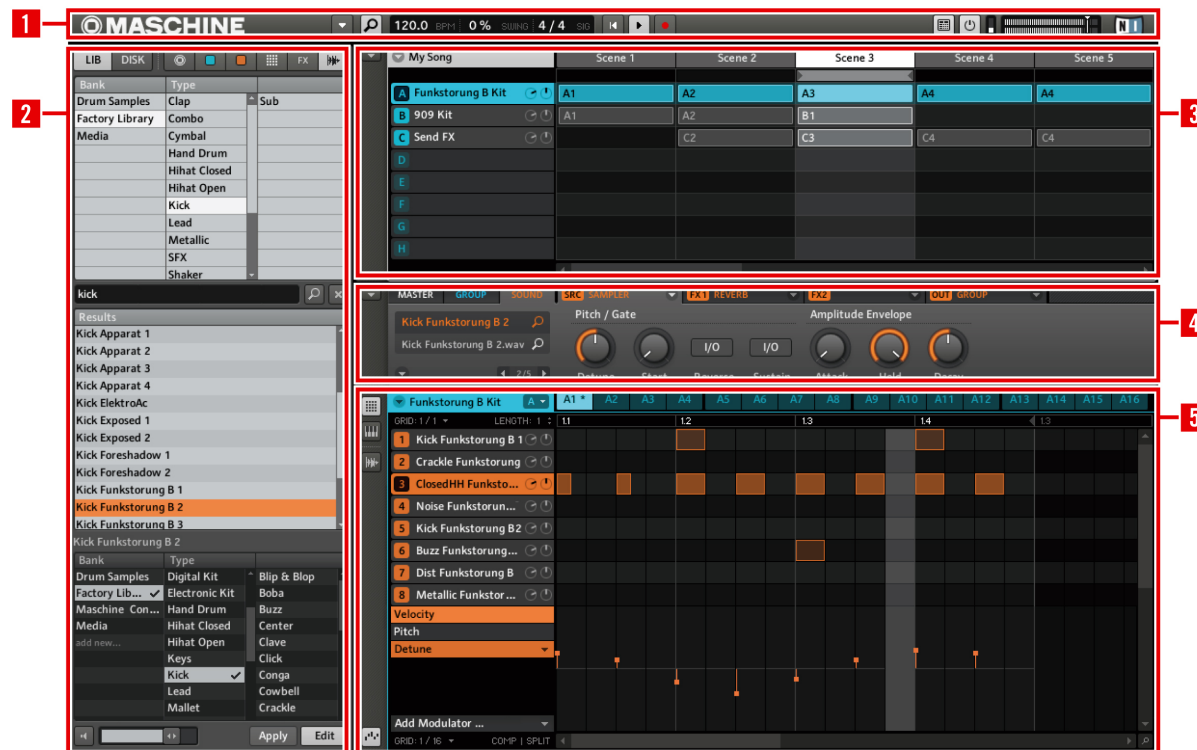 1
MASCHINE
120.0 BPM 0 % SWING 4 / 4 SIG
NI
2
LIB DISK FX
Bank Type
Drum Samples Clap Sub
Factory Library Combo
Media Cymbal
Hand Drum
Hihat Closed
Hihat Open
Kick
Lead
Metallic
SFX
Shaker
kick
Results
Kick Apparat 1
Kick Apparat 2
Kick Apparat 3
Kick Apparat 4
Kick ElektroAc
Kick Exposed 1
Kick Exposed 2
Kick Foreshadow 1
Kick Foreshadow 2
Kick Funkstorung B 1
Kick Funkstorung B 2
Kick Funkstorung B 3
Kick Funkstorung B 2
Bank Type
Drum Samples Digital Kit Blip & Blop
Factory Lib... Electronic Kit Boba
Maschine Con... Hand Drum Buzz
Media Hihat Closed Center
add new... Hihat Open Clave
Keys Click
Kick Conga
Lead Cowbell
Mallet Crackle
Apply Edit
3
My Song Scene 1 Scene 2 Scene 3 Scene 4 Scene 5
A Funkstorung B Kit A1 A2 A3 A4 A4
B 909 Kit A1 A2 B1
C Send FX C2 C3 C4 C4
D
E
F
G
H
4
MASTER GROUP SOUND SRC SAMPLER FX1 REVERB FX2 OUT GROUP
Kick Funkstorung B 2 Pitch / Gate Amplitude Envelope
Kick Funkstorung B 2.wav I/O I/O
2/5 Detune Start Reverse Sustain Attack Hold Decay
5
Funkstorung B Kit A A1 * A2 A3 A4 A5 A6 A7 A8 A9 A10 A11 A12 A13 A14 A15 A16
GRID: 1 / 1 LENGTH: 1 1.1 1.2 1.3 1.4 1.3
1 Kick Funkstorung B 1
2 Crackle Funkstorung
3 ClosedHH Funksto...
4 Noise Funkstorun...
5 Kick Funkstorung B2
6 Buzz Funkstorung...
7 Dist Funkstorung B
8 Metallic Funkstor...
Velocity
Pitch
Detune
Add Modulator ...
GRID: 1 / 16 COMP | SPLIT